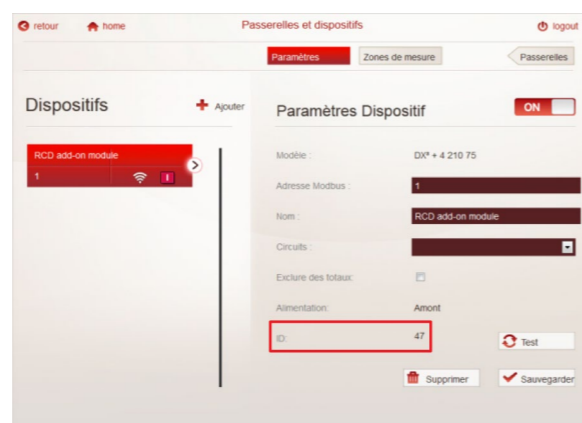 retour home Passerelles et dispositifs logout
Paramètres Zones de mesure Passerelles
Dispositifs Ajouter
RCD add-on module
1
Paramètres Dispositif ON
Modèle : DX³ + 4 210 75
Adresse Modbus : 1
Nom : RCD add-on module
Circuits :
Exclure des totaux:
Alimentation: Amont
ID: 47
Test
Supprimer Sauvegarder